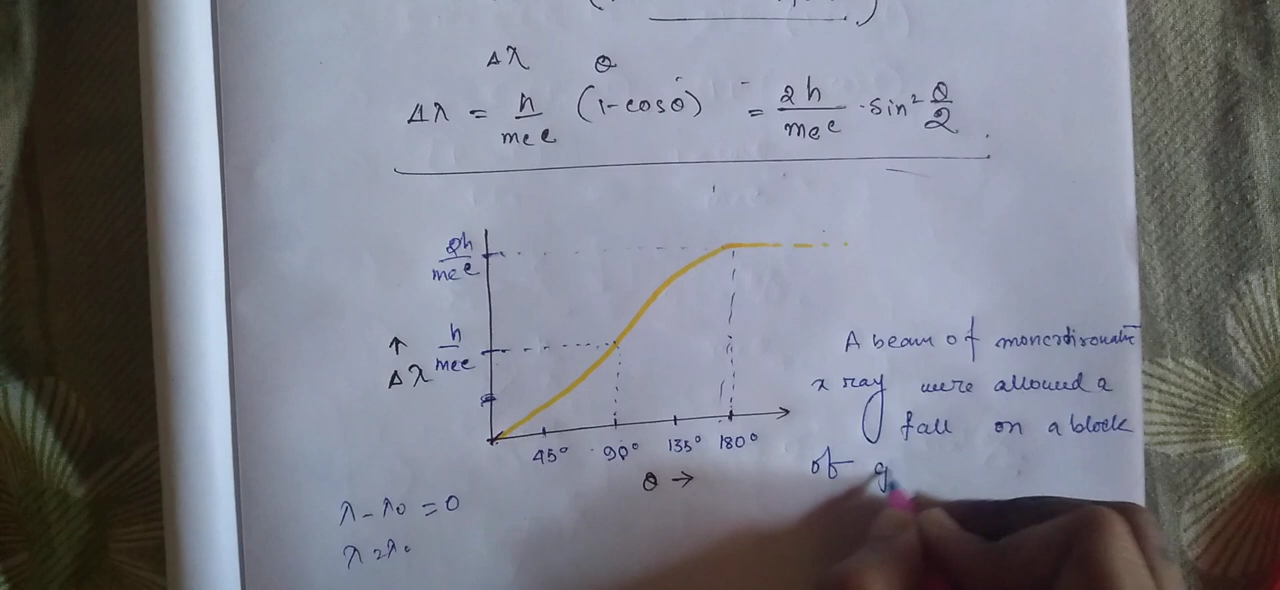 Δλ θ
Δλ = h/mec (1-cosθ) = 2h/mec · sin² θ/2
2h/mec
h/mec
↑
Δλ
45° 90° 135° 180°
θ →
A beam of
x ray were allowed a
fall on a block
of g
λ - λ0 = 0
λ = λ0